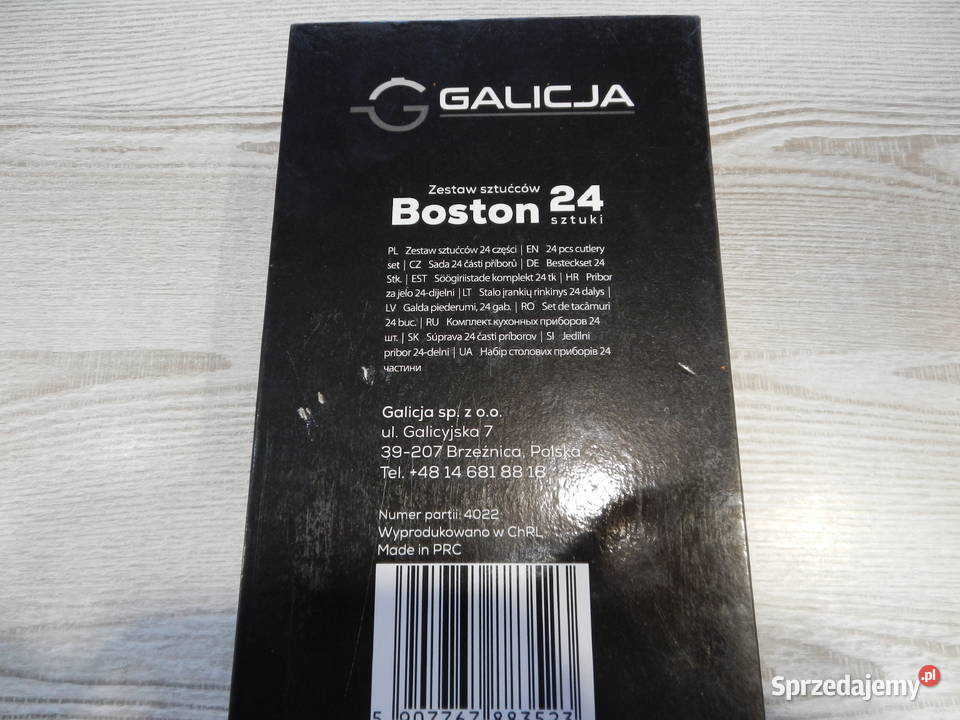 GALICJA
Zestaw sztućców
Boston 24
sztuki
PL Zestaw sztućców 24 części | EN 24 pcs cutlery
set | CZ Sada 24 části příborů | DE Besteckset 24
Stk. | EST Söögiriistade komplekt 24 tk | HR Pribor
za jelo 24-dijelni | LT Stalo įrankių rinkinys 24 dalys |
LV Galda piederumi, 24 gab. | RO Set de tacâmuri
24 buc. | RU Комплект кухонных приборов 24
шт. | SK Súprava 24 časti príborov | SI Jedilni
pribor 24-delni | UA Набір столових приборів 24
частини
Galicja sp. z o.o.
ul. Galicyjska 7
39-207 Brzeźnica, Polska
Tel. +48 14 681 88 18
Numer partii: 4022
Wyprodukowano w ChRL
Made in PRC
5 907767 883523
Sprzedajemy.pl